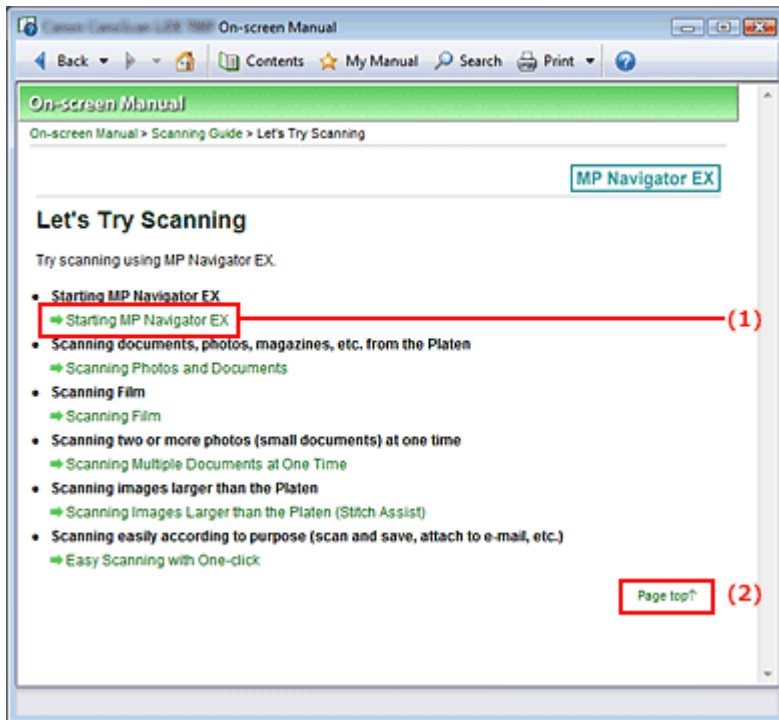 On-screen Manual
Back Contents My Manual Search Print
On-screen Manual
On-screen Manual > Scanning Guide > Let's Try Scanning
MP Navigator EX
Let's Try Scanning
Try scanning using MP Navigator EX.
• Starting MP Navigator EX
Starting MP Navigator EX
(1)
• Scanning documents, photos, magazines, etc. from the Platen
Scanning Photos and Documents
• Scanning Film
Scanning Film
• Scanning two or more photos (small documents) at one time
Scanning Multiple Documents at One Time
• Scanning images larger than the Platen
Scanning Images Larger than the Platen (Stitch Assist)
• Scanning easily according to purpose (scan and save, attach to e-mail, etc.)
Easy Scanning with One-click
Page top↑ (2)